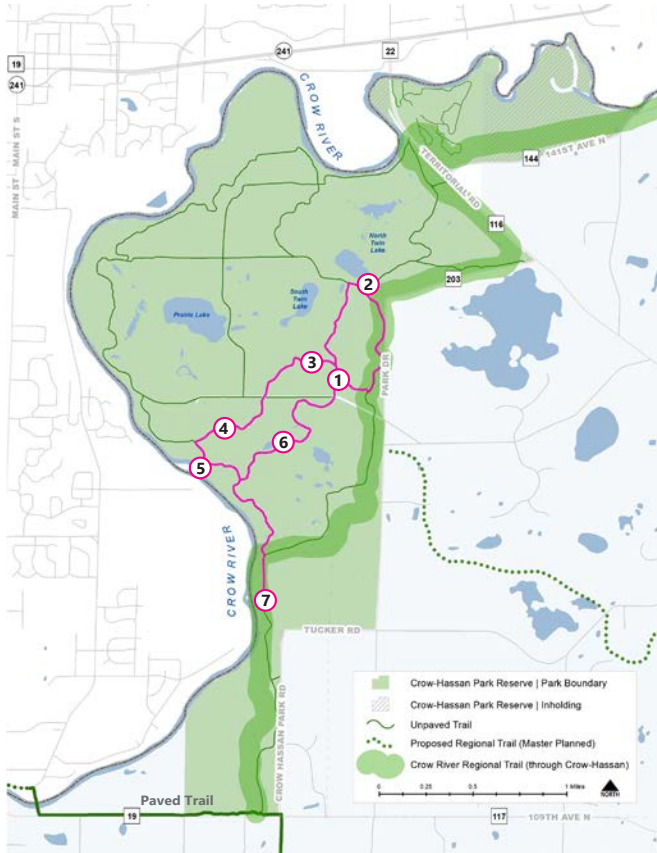 241
22
19
241
CROW RIVER
MAIN ST - MAIN ST S
TERRITORIAL RD
144
141ST AVE N
116
North
Twin
Lake
203
2
South
Twin
Lake
Prairie Lake
3
1
PARK DR
4
6
5
CROW RIVER
7
TUCKER RD
CROW HASSAN PARK RD
Crow-Hassan Park Reserve | Park Boundary
Crow-Hassan Park Reserve | Inholding
Unpaved Trail
Proposed Regional Trail (Master Planned)
Crow River Regional Trail (through Crow-Hassan)
0 0.25 0.5 1 Miles
NORTH
Paved Trail
19
117
109TH AVE N